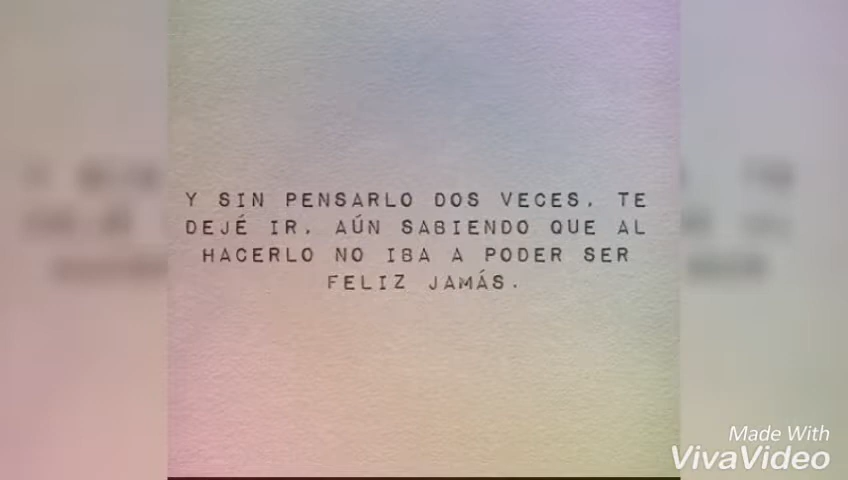 Y SIN PENSARLO DOS VECES, TE
DEJÉ IR, AÚN SABIENDO QUE AL
HACERLO NO IBA A PODER SER
FELIZ JAMÁS.
Made With
VivaVideo